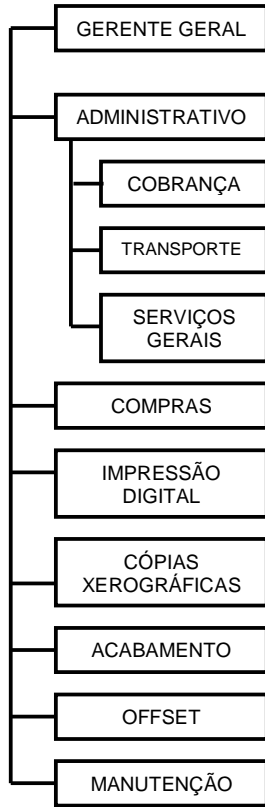 GERENTE GERAL
ADMINISTRATIVO
COBRANÇA
TRANSPORTE
SERVIÇOS
GERAIS
COMPRAS
IMPRESSÃO
DIGITAL
CÓPIAS
XEROGRÁFICAS
ACABAMENTO
OFFSET
MANUTENÇÃO